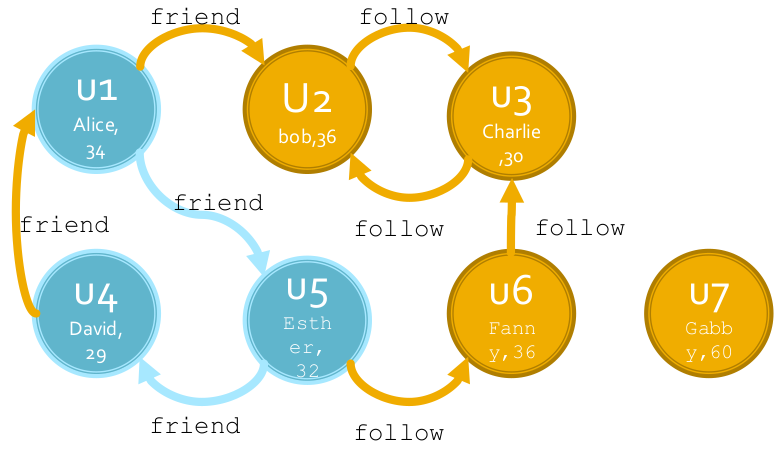 friend
follow
u1
Alice,
34
U2
bob,36
u3
Charlie
,30
friend
follow
follow
friend
u4
David,
29
u5
Esth
er,
32
u6
Fann
y,36
u7
Gabb
y,60
friend
follow